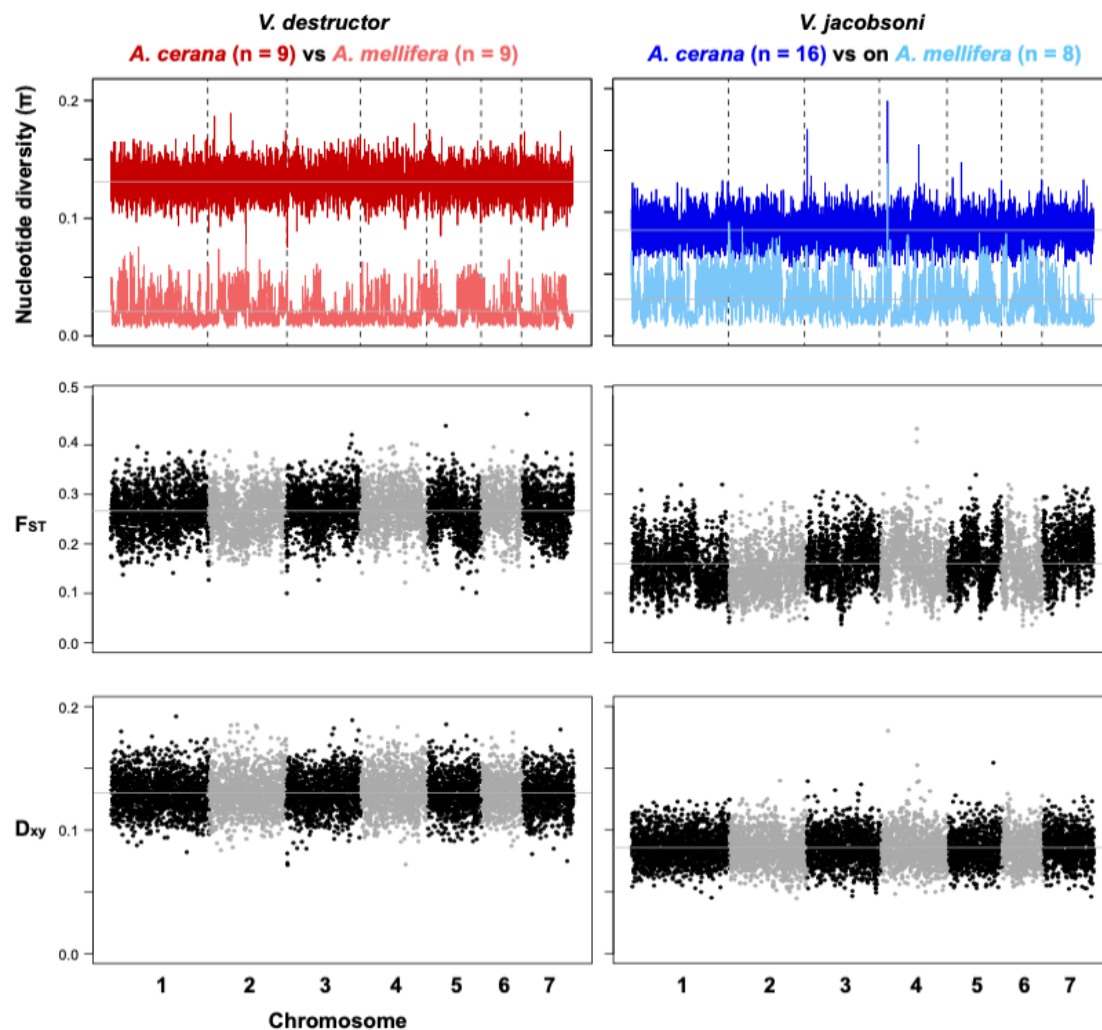 V. destructor
A. cerana (n = 9) vs A. mellifera (n = 9)
V. jacobsoni
A. cerana (n = 16) vs on A. mellifera (n = 8)
Nucleotide diversity (π)
0.2
0.1
0.0
FST
0.5
0.4
0.3
0.2
0.1
0.0
Dxy
0.2
0.1
0.0
1 2 3 4 5 6 7
1 2 3 4 5 6 7
Chromosome